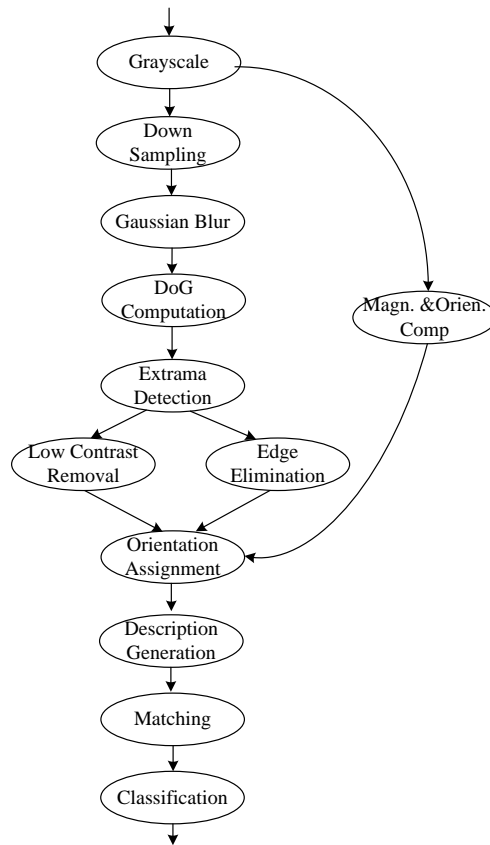 Grayscale
Down
Sampling
Gaussian Blur
DoG
Computation
Magn. &Orien.
Comp
Extrama
Detection
Low Contrast
Removal
Edge
Elimination
Orientation
Assignment
Description
Generation
Matching
Classification